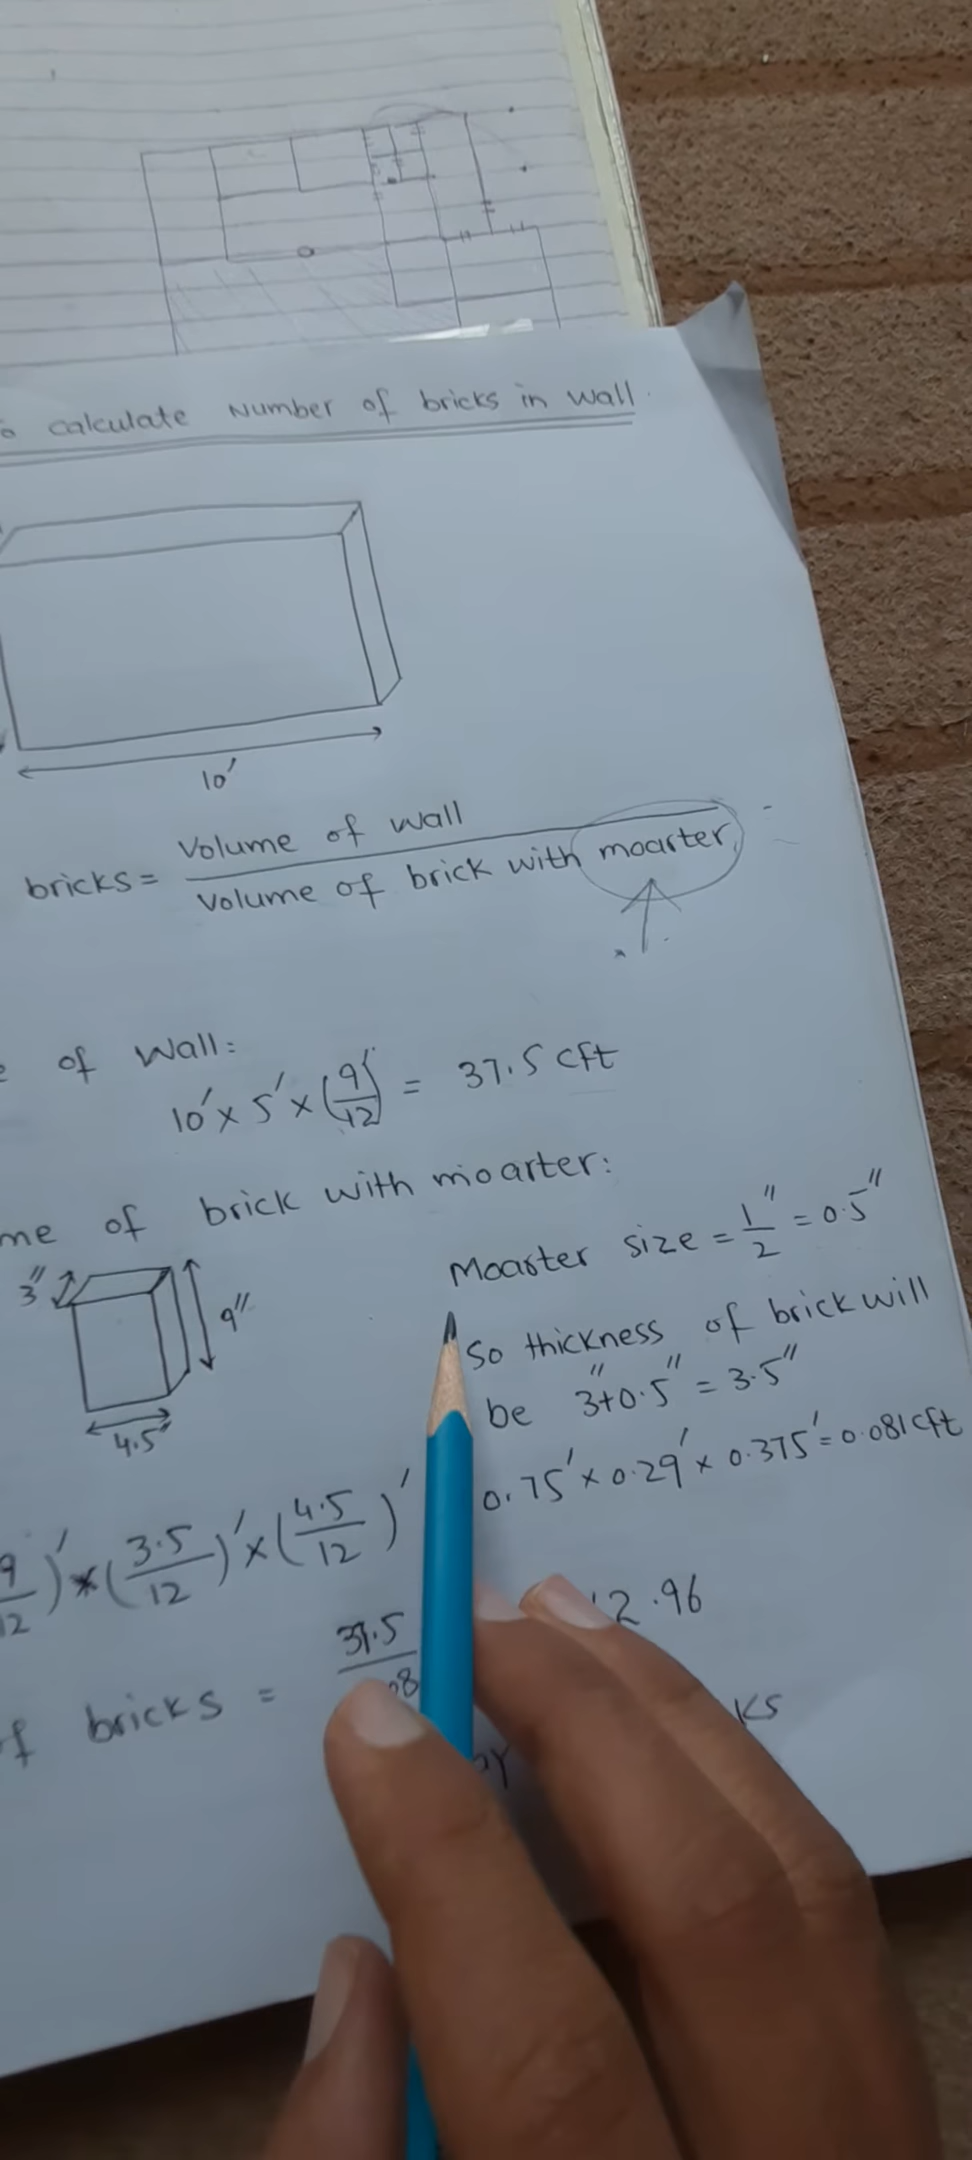 calculate Number of bricks in wall
10'
bricks = Volume of wall
Volume of brick with moarter
of Wall:
10' x 5' x (9/12)' = 37.5 cft
of brick with moarter:
3"
9"
4.5"
Moarter size = 1/2" = 0.5"
So thickness of brick will
be 3"+0.5" = 3.5"
(3.5/12)' x (4.5/12)'
0.75' x 0.29' x 0.375' = 0.081 cft
bricks = 37.5
2.96